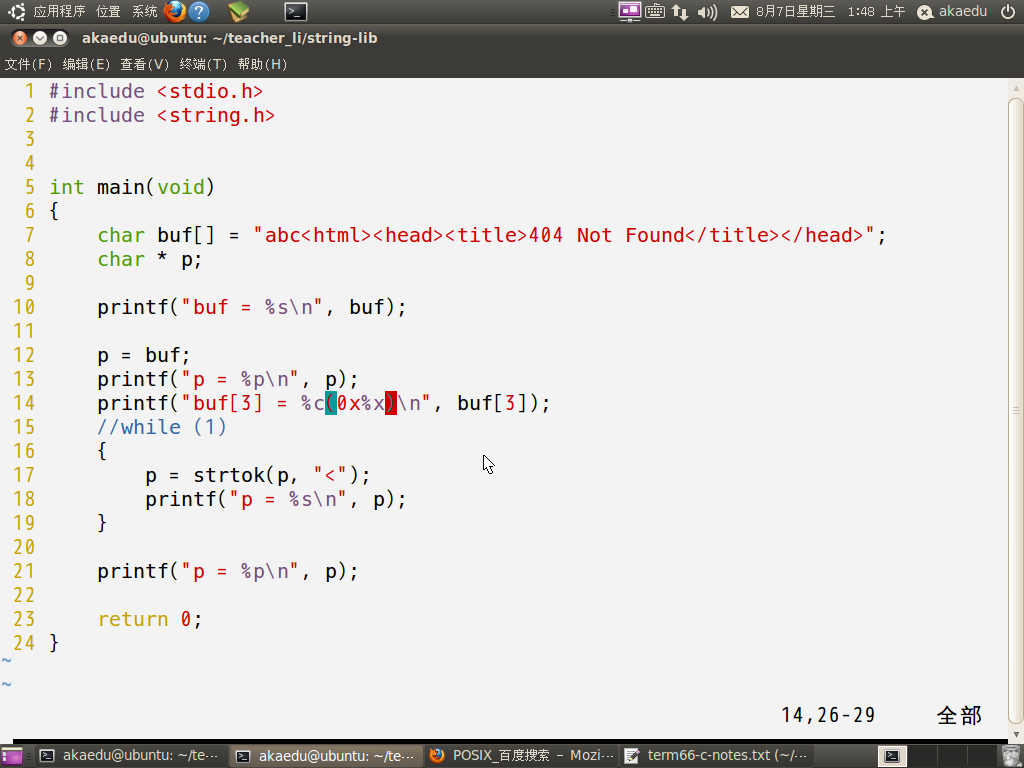 应用程序 位置 系统 8月7日星期三 1:48 上午 akaedu
akaedu@ubuntu: ~/teacher_li/string-lib
文件(F) 编辑(E) 查看(V) 终端(T) 帮助(H)
1 #include <stdio.h>
2 #include <string.h>
3
4
5 int main(void)
6 {
7     char buf[] = "abc<html><head><title>404 Not Found</title></head>";
8     char * p;
9
10     printf("buf = %s\n", buf);
11
12     p = buf;
13     printf("p = %p\n", p);
14     printf("buf[3] = %c(0x%x)\n", buf[3]);
15     //while (1)
16     {
17         p = strtok(p, "<");
18         printf("p = %s\n", p);
19     }
20
21     printf("p = %p\n", p);
22
23     return 0;
24 }
~
~
14,26-29 全部
akaedu@ubuntu: ~/te... akaedu@ubuntu: ~/te... POSIX_百度搜索 – Mozi... term66-c-notes.txt (~/...